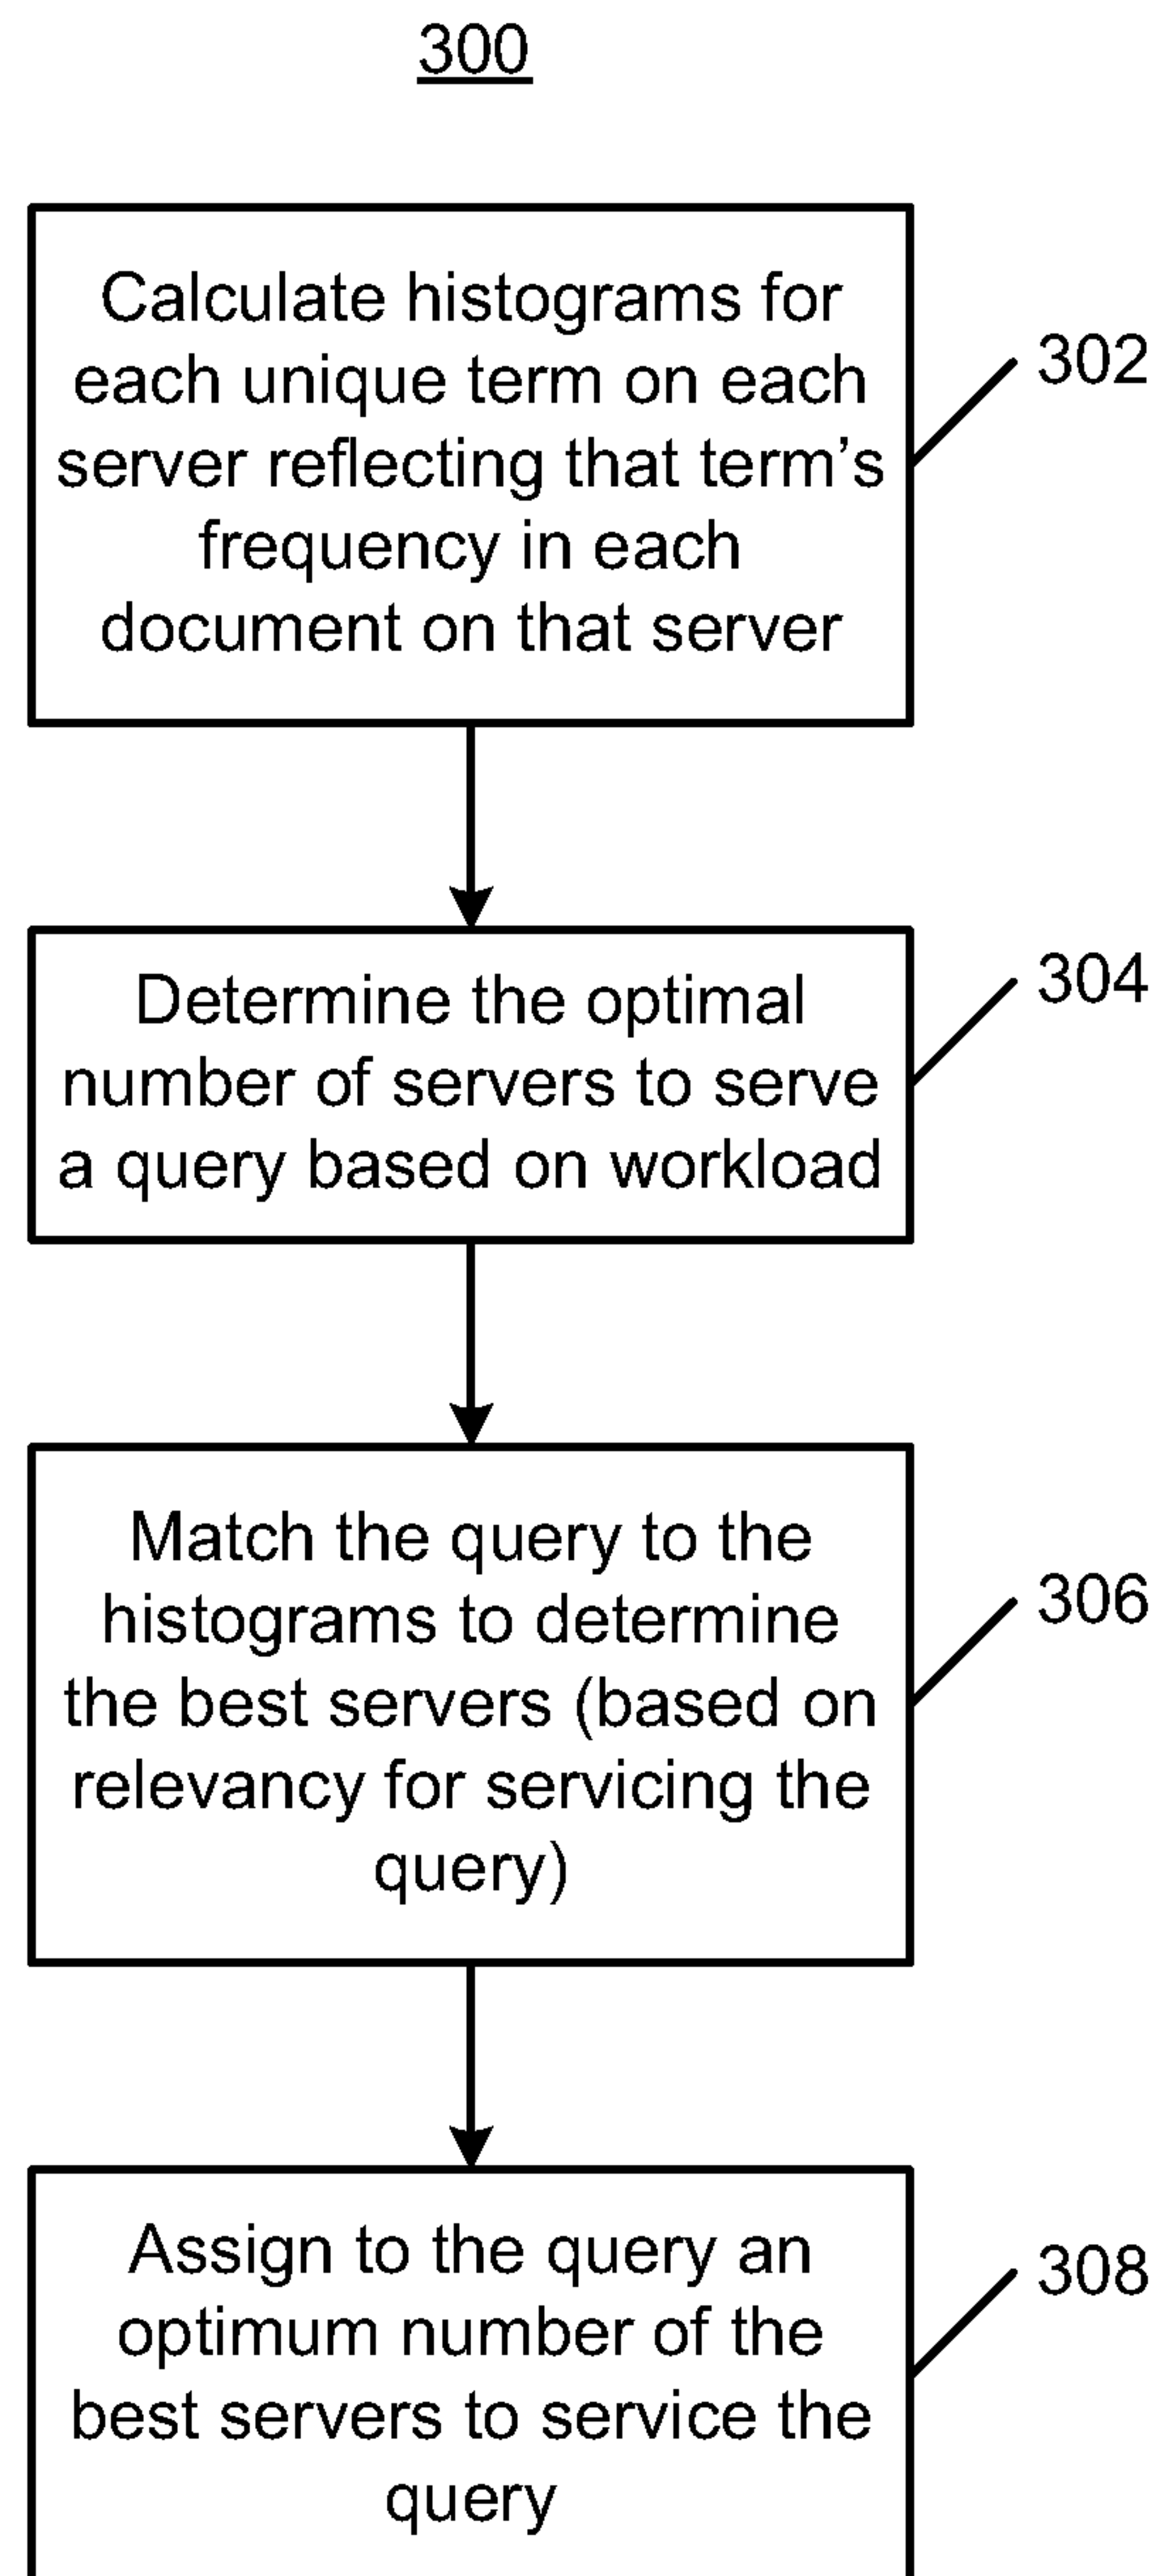 300
Calculate histograms for
each unique term on each
server reflecting that term’s
frequency in each
document on that server
302
Determine the optimal
number of servers to serve
a query based on workload
304
Match the query to the
histograms to determine
the best servers (based on
relevancy for servicing the
query)
306
Assign to the query an
optimum number of the
best servers to service the
query
308